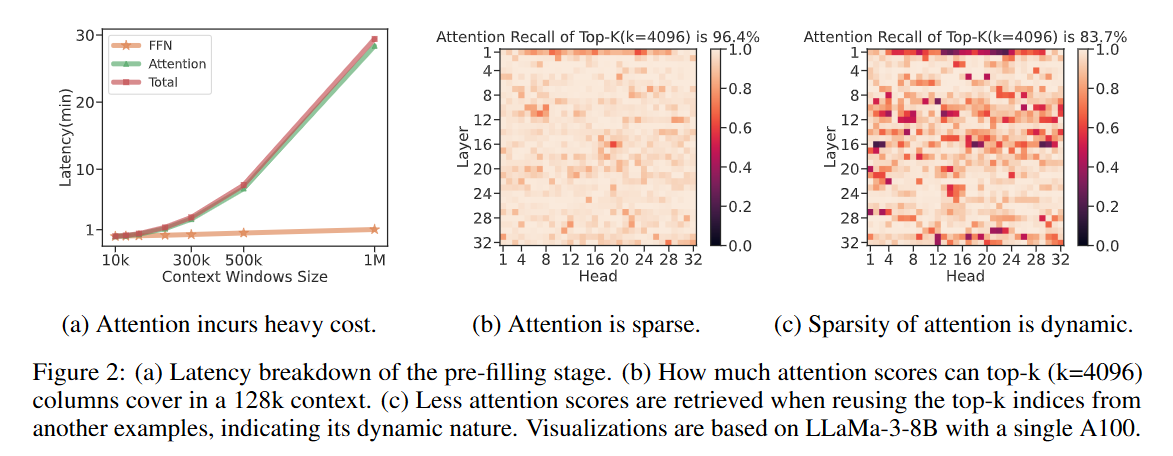 Attention Recall of Top-K(k=4096) is 96.4%
Attention Recall of Top-K(k=4096) is 83.7%
30
20
10
1
Latency(min)
FFN
Attention
Total
10k
300k
500k
1M
Context Windows Size
1
4
8
12
16
20
24
28
32
Layer
1 4 8 12 16 20 24 28 32
Head
1.0
0.8
0.6
0.4
0.2
0.0
1
4
8
12
16
20
24
28
32
Layer
1 4 8 12 16 20 24 28 32
Head
1.0
0.8
0.6
0.4
0.2
0.0
(a) Attention incurs heavy cost.
(b) Attention is sparse.
(c) Sparsity of attention is dynamic.
Figure 2: (a) Latency breakdown of the pre-filling stage. (b) How much attention scores can top-k (k=4096)
columns cover in a 128k context. (c) Less attention scores are retrieved when reusing the top-k indices from
another examples, indicating its dynamic nature. Visualizations are based on LLaMa-3-8B with a single A100.